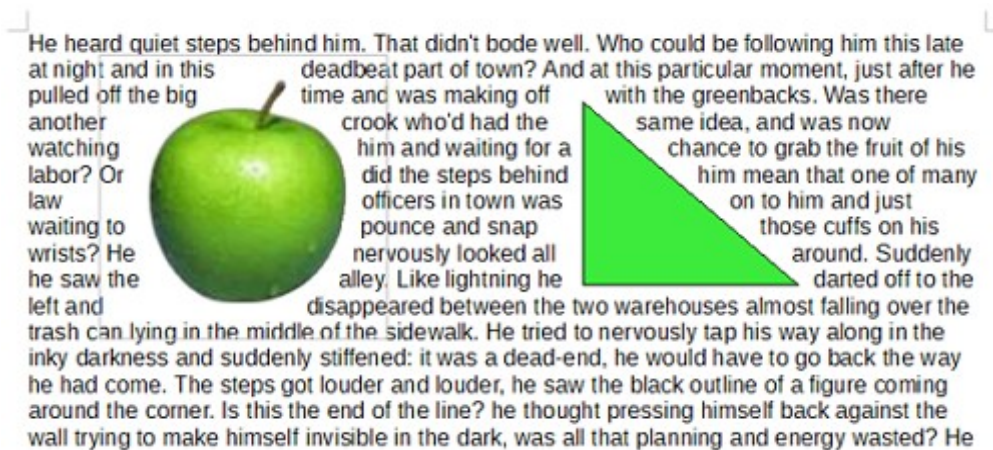 He heard quiet steps behind him. That didn't bode well. Who could be following him this late
at night and in this deadbeat part of town? And at this particular moment, just after he
pulled off the big time and was making off with the greenbacks. Was there
another crook who'd had the same idea, and was now
watching him and waiting for a chance to grab the fruit of his
labor? Or did the steps behind him mean that one of many
law officers in town was on to him and just
waiting to pounce and snap those cuffs on his
wrists? He nervously looked all around. Suddenly
he saw the alley. Like lightning he darted off to the
left and disappeared between the two warehouses almost falling over the
trash can lying in the middle of the sidewalk. He tried to nervously tap his way along in the
inky darkness and suddenly stiffened: it was a dead-end, he would have to go back the way
he had come. The steps got louder and louder, he saw the black outline of a figure coming
around the corner. Is this the end of the line? he thought pressing himself back against the
wall trying to make himself invisible in the dark, was all that planning and energy wasted? He